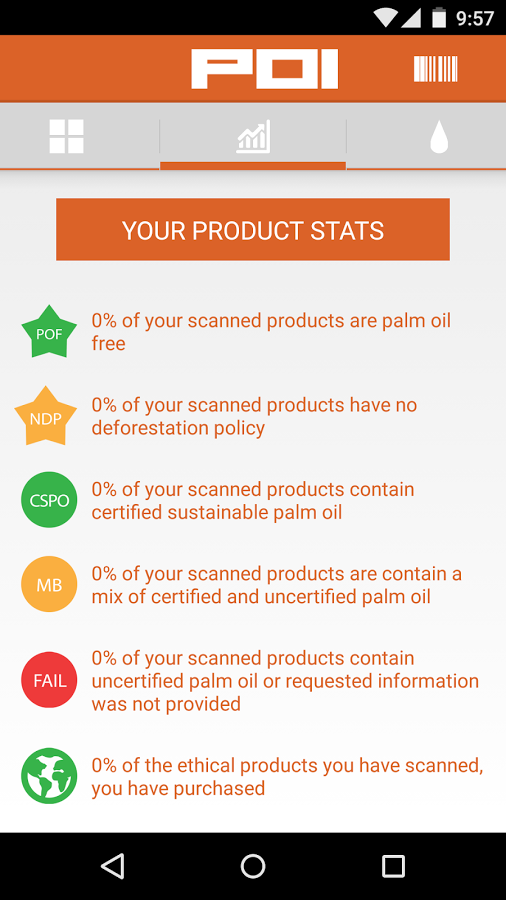 9:57
POI
YOUR PRODUCT STATS
POF
0% of your scanned products are palm oil
free
NDP
0% of your scanned products have no
deforestation policy
CSPO
0% of your scanned products contain
certified sustainable palm oil
MB
0% of your scanned products are contain a
mix of certified and uncertified palm oil
FAIL
0% of your scanned products contain
uncertified palm oil or requested information
was not provided
0% of the ethical products you have scanned,
you have purchased